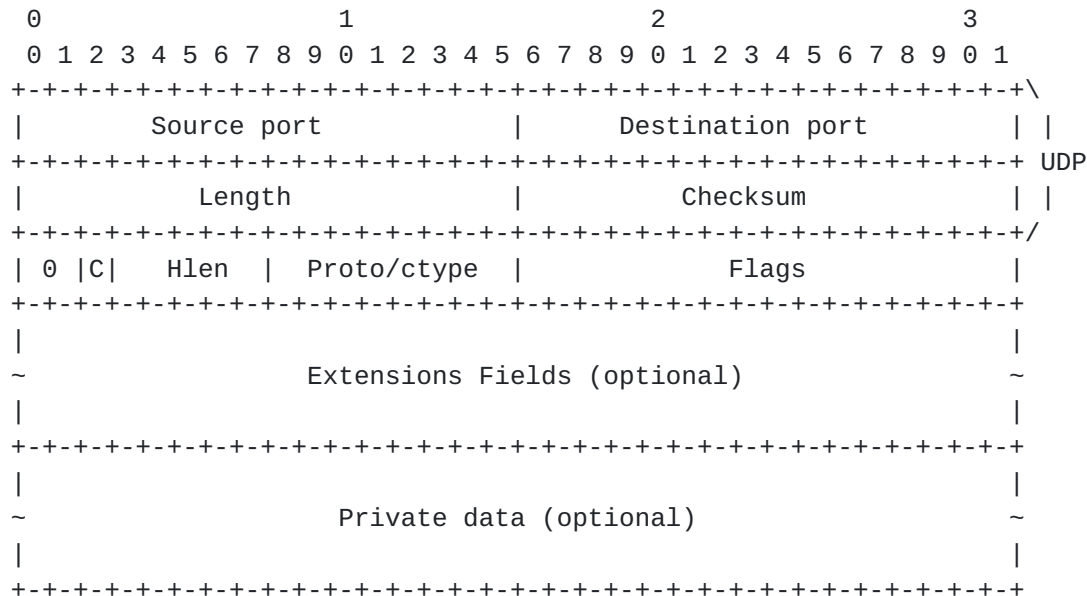 0                   1                   2                   3
 0 1 2 3 4 5 6 7 8 9 0 1 2 3 4 5 6 7 8 9 0 1 2 3 4 5 6 7 8 9 0 1
+-+-+-+-+-+-+-+-+-+-+-+-+-+-+-+-+-+-+-+-+-+-+-+-+-+-+-+-+-+-+-+-+\
|        Source port            |      Destination port         | |
+-+-+-+-+-+-+-+-+-+-+-+-+-+-+-+-+-+-+-+-+-+-+-+-+-+-+-+-+-+-+-+-+ UDP
|           Length              |          Checksum             | |
+-+-+-+-+-+-+-+-+-+-+-+-+-+-+-+-+-+-+-+-+-+-+-+-+-+-+-+-+-+-+-+-+/
| 0 |C|   Hlen  |  Proto/ctype  |             Flags             |
+-+-+-+-+-+-+-+-+-+-+-+-+-+-+-+-+-+-+-+-+-+-+-+-+-+-+-+-+-+-+-+-+
|                                                               |
~                  Extensions Fields (optional)                 ~
|                                                               |
+-+-+-+-+-+-+-+-+-+-+-+-+-+-+-+-+-+-+-+-+-+-+-+-+-+-+-+-+-+-+-+-+
|                                                               |
~                    Private data (optional)                    ~
|                                                               |
+-+-+-+-+-+-+-+-+-+-+-+-+-+-+-+-+-+-+-+-+-+-+-+-+-+-+-+-+-+-+-+-+